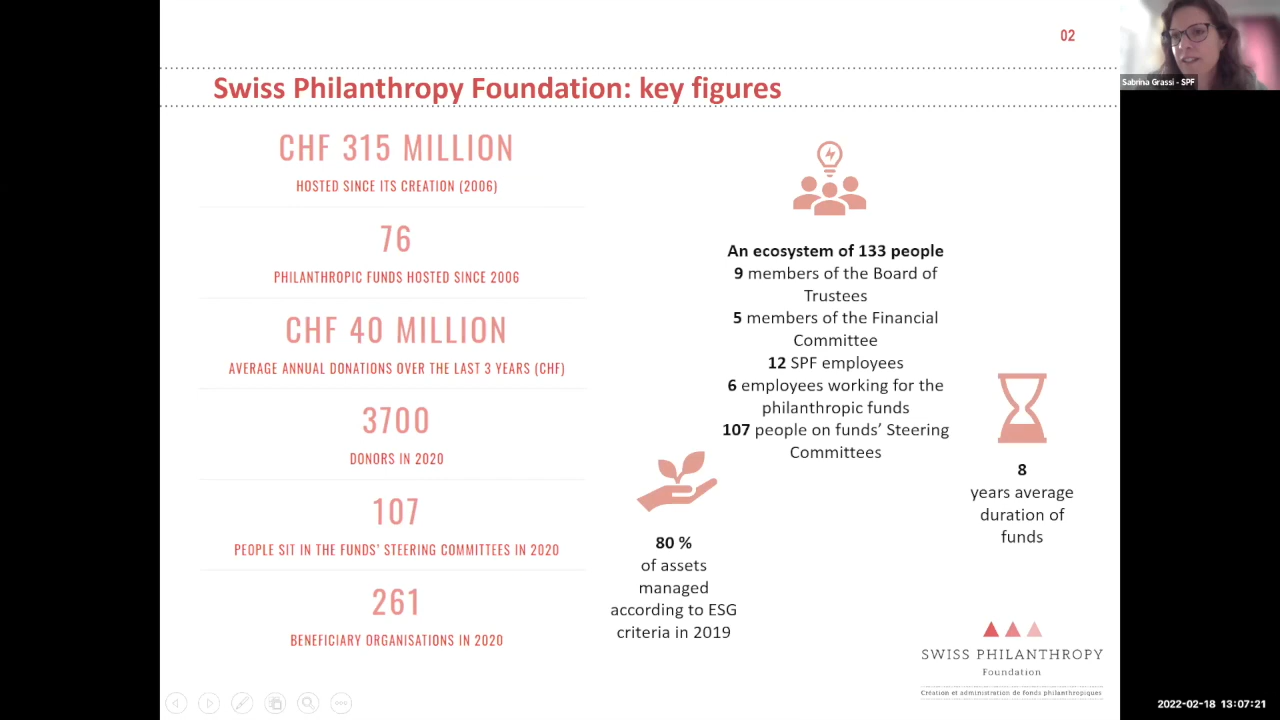 02
Sabrina Grassi - SPF
Swiss Philanthropy Foundation: key figures
CHF 315 MILLION
HOSTED SINCE ITS CREATION (2006)
76
PHILANTHROPIC FUNDS HOSTED SINCE 2006
CHF 40 MILLION
AVERAGE ANNUAL DONATIONS OVER THE LAST 3 YEARS (CHF)
3700
DONORS IN 2020
107
PEOPLE SIT IN THE FUNDS' STEERING COMMITTEES IN 2020
261
BENEFICIARY ORGANISATIONS IN 2020
An ecosystem of 133 people
9 members of the Board of
Trustees
5 members of the Financial
Committee
12 SPF employees
6 employees working for the
philanthropic funds
107 people on funds’ Steering
Committees
80 %
of assets
managed
according to ESG
criteria in 2019
8
years average
duration of
funds
SWISS PHILANTHROPY
Foundation
Création et administration de fonds philanthropiques
2022-02-18 13:07:21